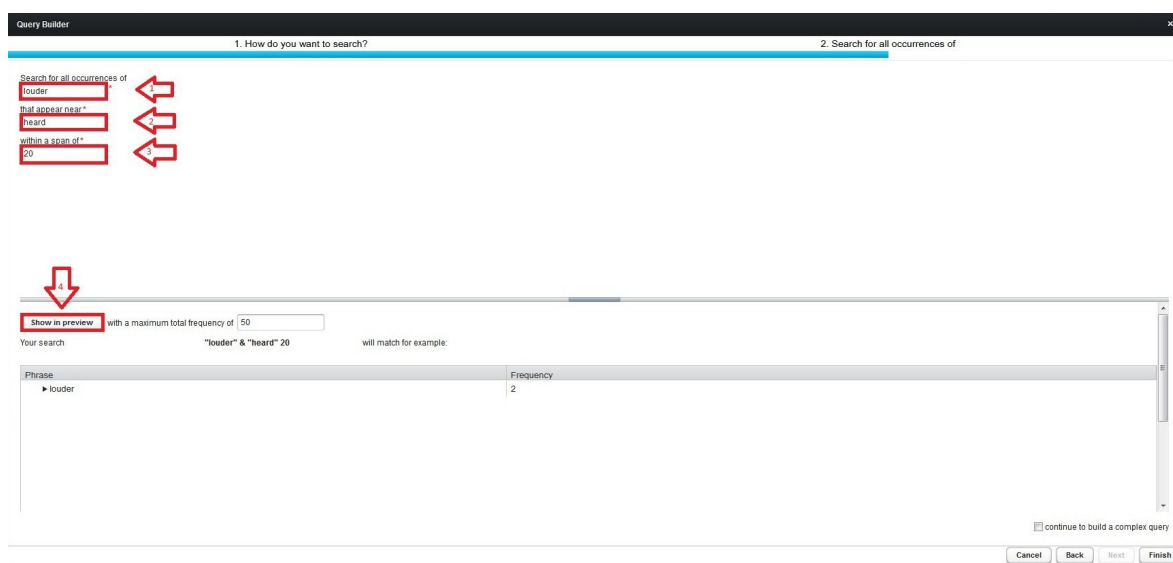 Query Builder x
1. How do you want to search? 2. Search for all occurrences of
Search for all occurrences of
louder * 1
that appear near *
heard 2
within a span of *
20 3
4
Show in preview with a maximum total frequency of 50
Your search "louder" & "heard" 20 will match for example:
Phrase Frequency
louder 2
continue to build a complex query
Cancel Back Next Finish